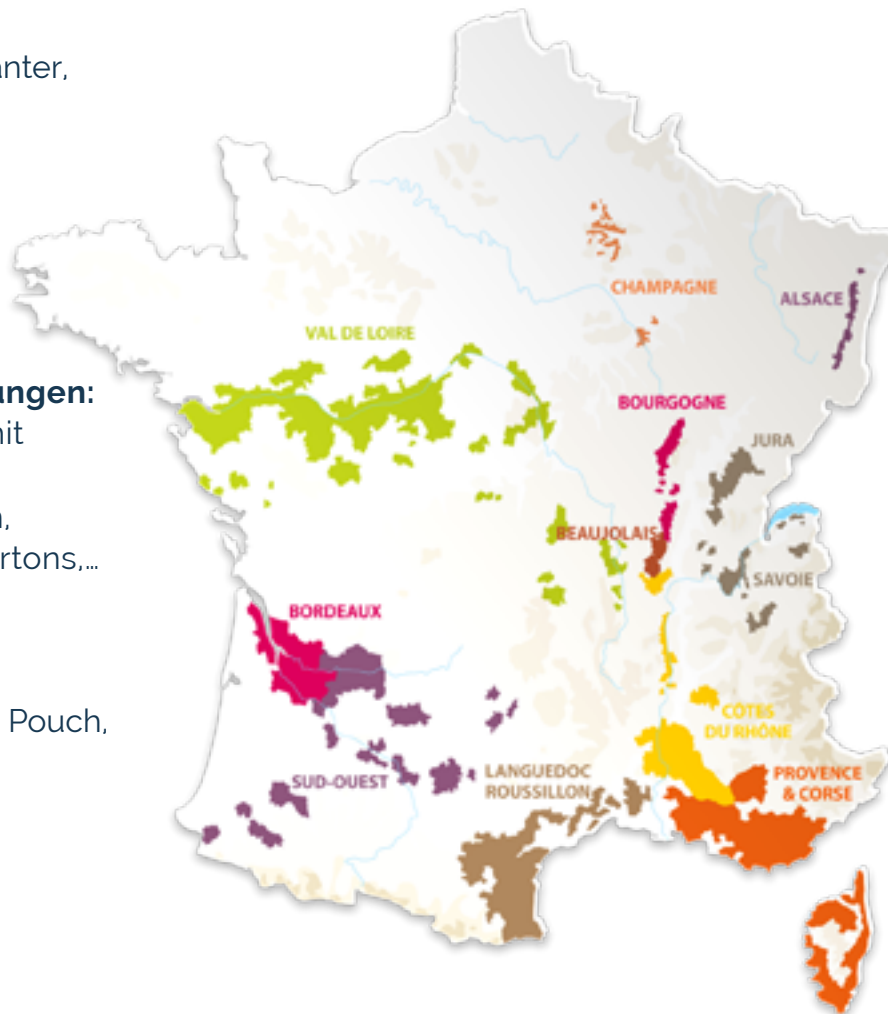 anter,
ungen:
nit
n,
rtons,...
Pouch,
CHAMPAGNE
ALSACE
VAL DE LOIRE
BOURGOGNE
JURA
BEAUJOLAIS
SAVOIE
BORDEAUX
CÔTES
DU RHÔNE
SUD-OUEST
LANGUEDOC
ROUSSILLON
PROVENCE
& CORSE